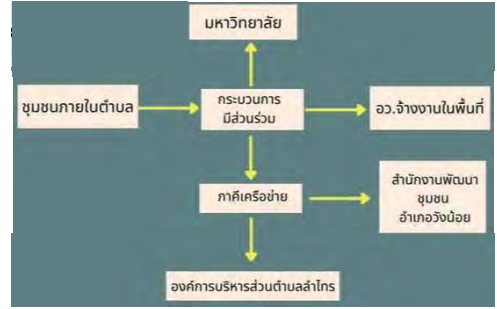 มหาวิทยาลัย
ชุมชนภายในตำบล
กระบวนการ
มีส่วนร่วม
อว.จ้างงานในพื้นที่
ภาคีเครือข่าย
สำนักงานพัฒนา
ชุมชน
อำเภอวังน้อย
องค์การบริหารส่วนตำบลลำไทร